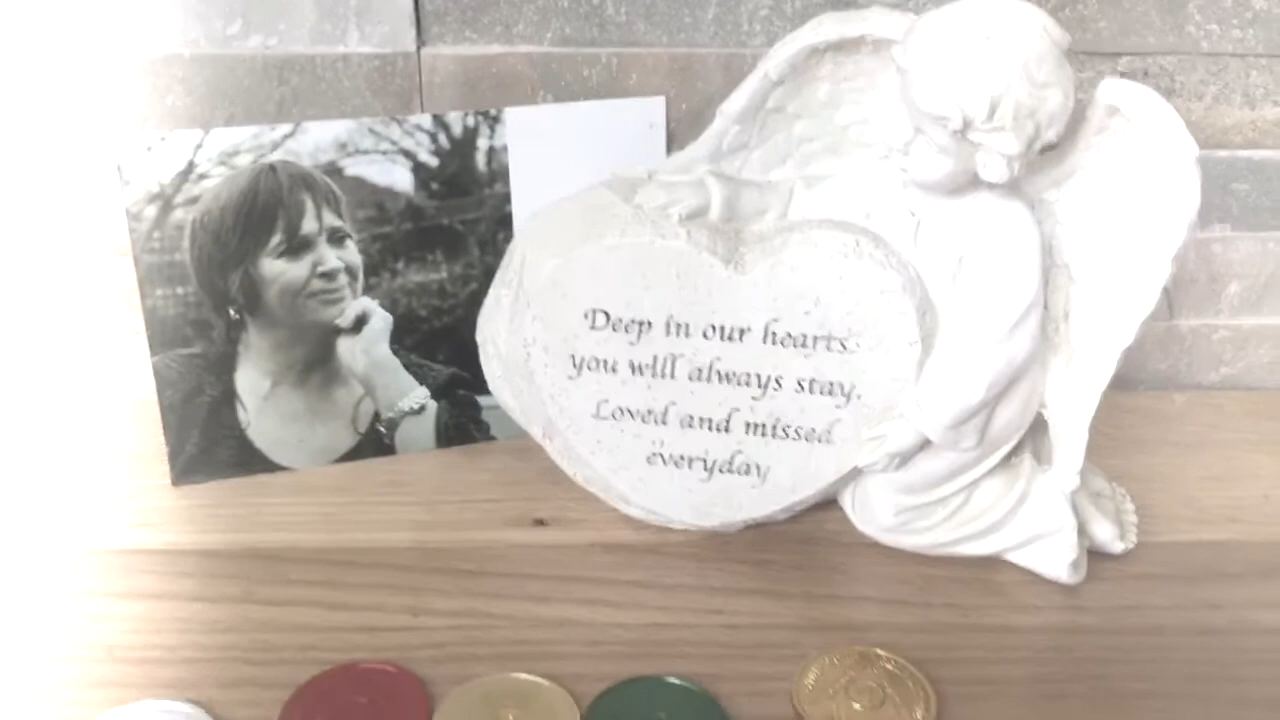 Deep in our hearts
you will always stay.
Loved and missed
everyday